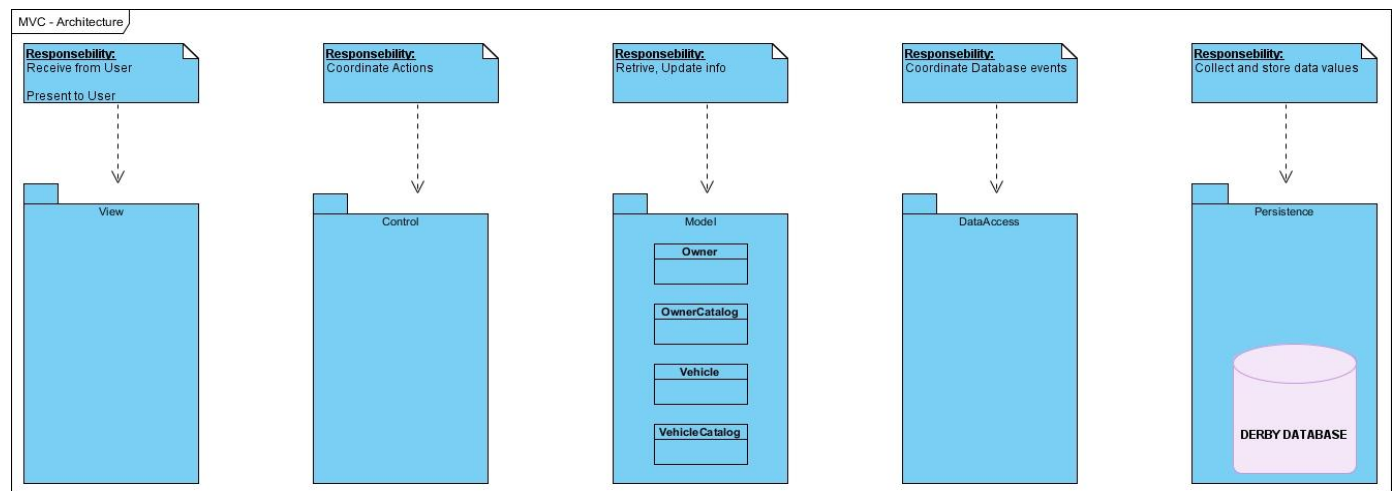 MVC - Architecture
Responsebility:
Receive from User
Present to User
Responsebility:
Coordinate Actions
Responsebility:
Retrive, Update info
Responsebility:
Coordinate Database events
Responsebility:
Collect and store data values
View
Control
Model
Owner
OwnerCatalog
Vehicle
VehicleCatalog
DataAccess
Persistence
DERBY DATABASE